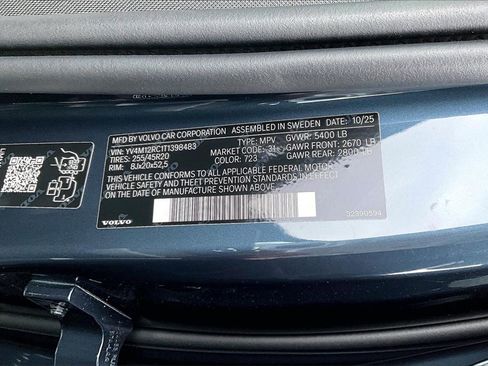 MFD BY VOLVO CAR CORPORATION ASSEMBLED IN SWEDEN DATE: 10/25
VIN: YV4M12RC1T1398483 TYPE: MPV GVWR: 5400 LB
TIRES: 255/45R20 MARKET CODE: 31 GAWR FRONT: 2670 LB
RIM: 8Jx20x52,5 COLOR: 723 GAWR REAR: 2800 LB
THIS VEHICLE CONFORMS TO ALL APPLICABLE FEDERAL MOTOR
VEHICLE SAFETY AND THEFT PREVENTION STANDARDS IN EFFECT
ON THE DATE OF MANUFACTURE SHOWN ABOVE.
VOLVO
32390594